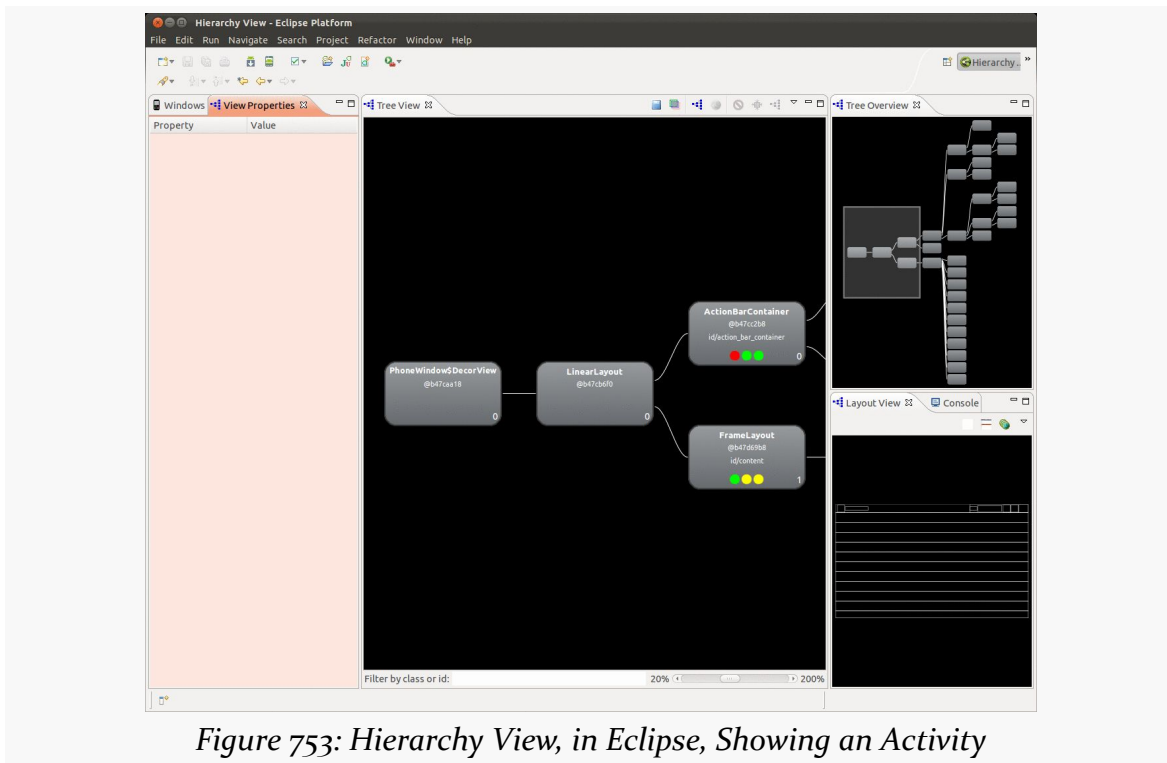 Hierarchy View - Eclipse Platform
File Edit Run Navigate Search Project Refactor Window Help
Hierarchy .. »
Windows View Properties
Tree View
Tree Overview
Property Value
ActionBarContainer
@b47cc2b8
id/action_bar_container
0
PhoneWindow$DecorView
@b47caa18
0
LinearLayout
@b47cb6f0
0
Layout View Console
FrameLayout
@b47d69b8
id/content
1
Filter by class or id:
20% 200%
Figure 753: Hierarchy View, in Eclipse, Showing an Activity